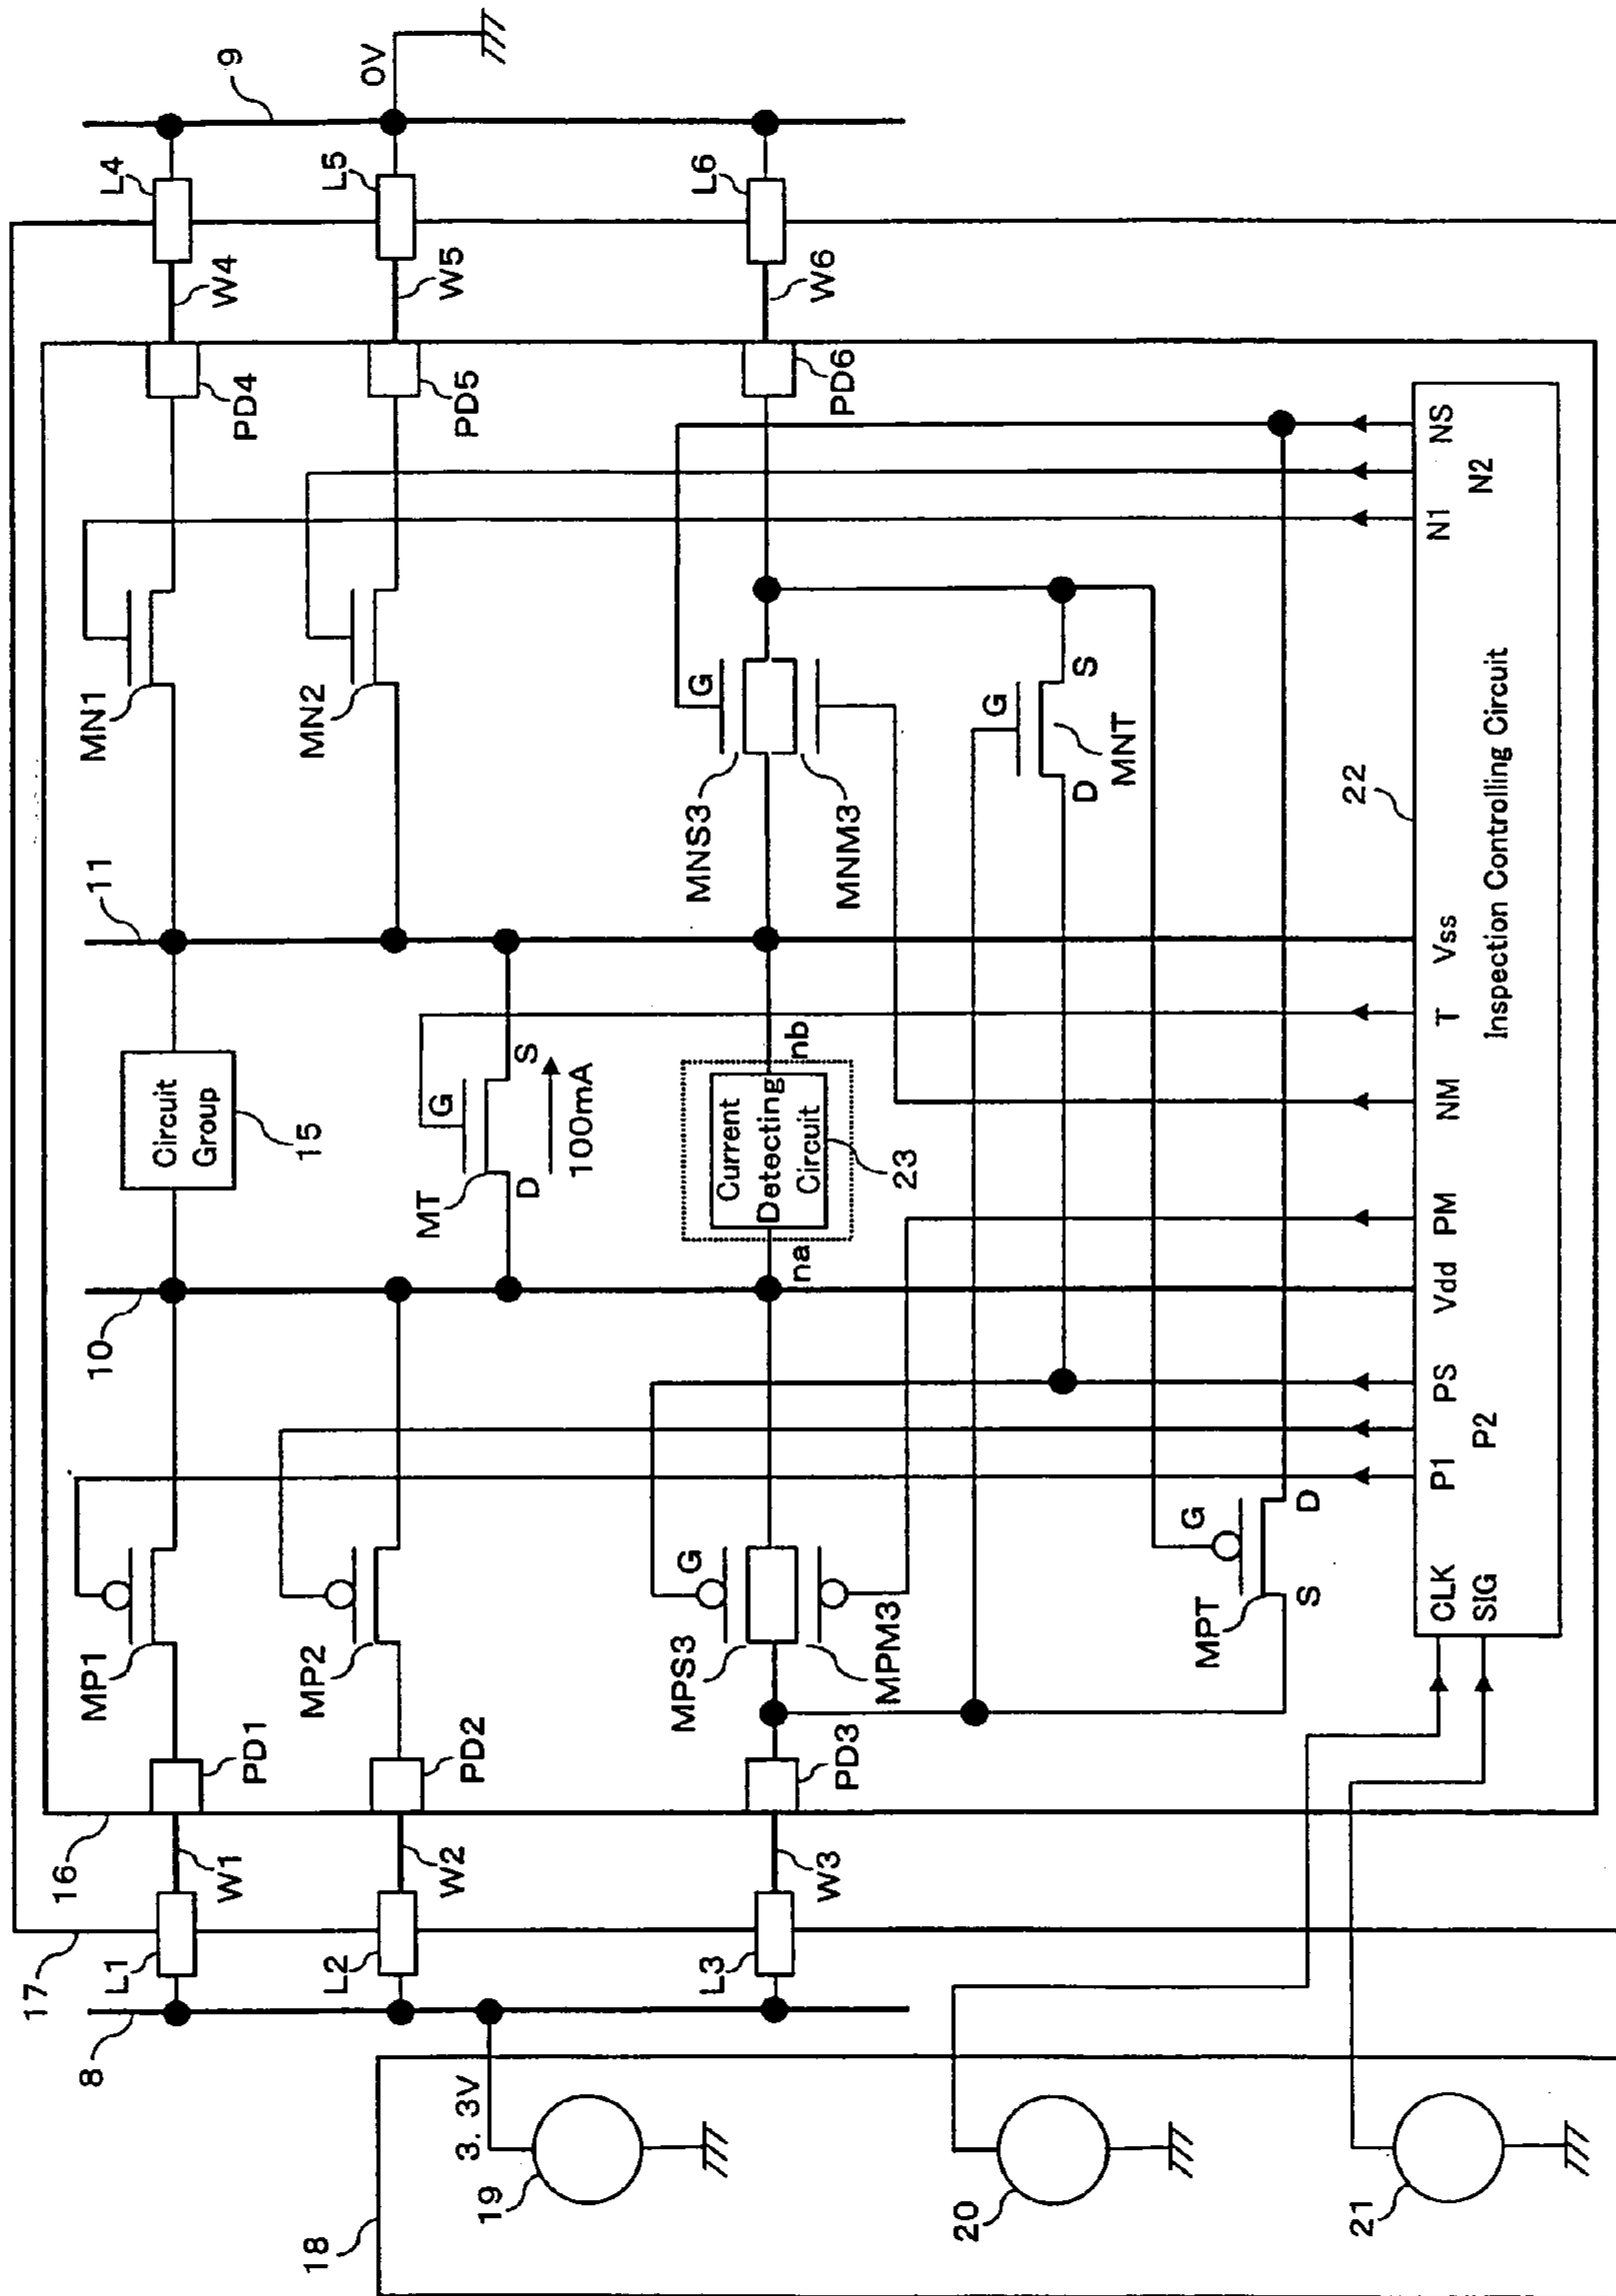 18
19
3. 3V
20
21
8
17
L1
L2
L3
16
W1
W2
W3
PD1
PD2
PD3
MP1
MP2
MPS3
G
MPM3
MPT
G
S
D
CLK
SIG
P1
P2
PS
Vdd
PM
NM
T
Vss
N1
N2
NS
Inspection Controlling Circuit
22
10
na
Circuit
Group
15
MT
G
D
S
100mA
Current
Detecting
Circuit
23
nb
11
MN1
MN2
MNS3
G
MNM3
G
D
S
MNT
PD4
PD5
PD6
W4
W5
W6
L4
L5
L6
9
0V